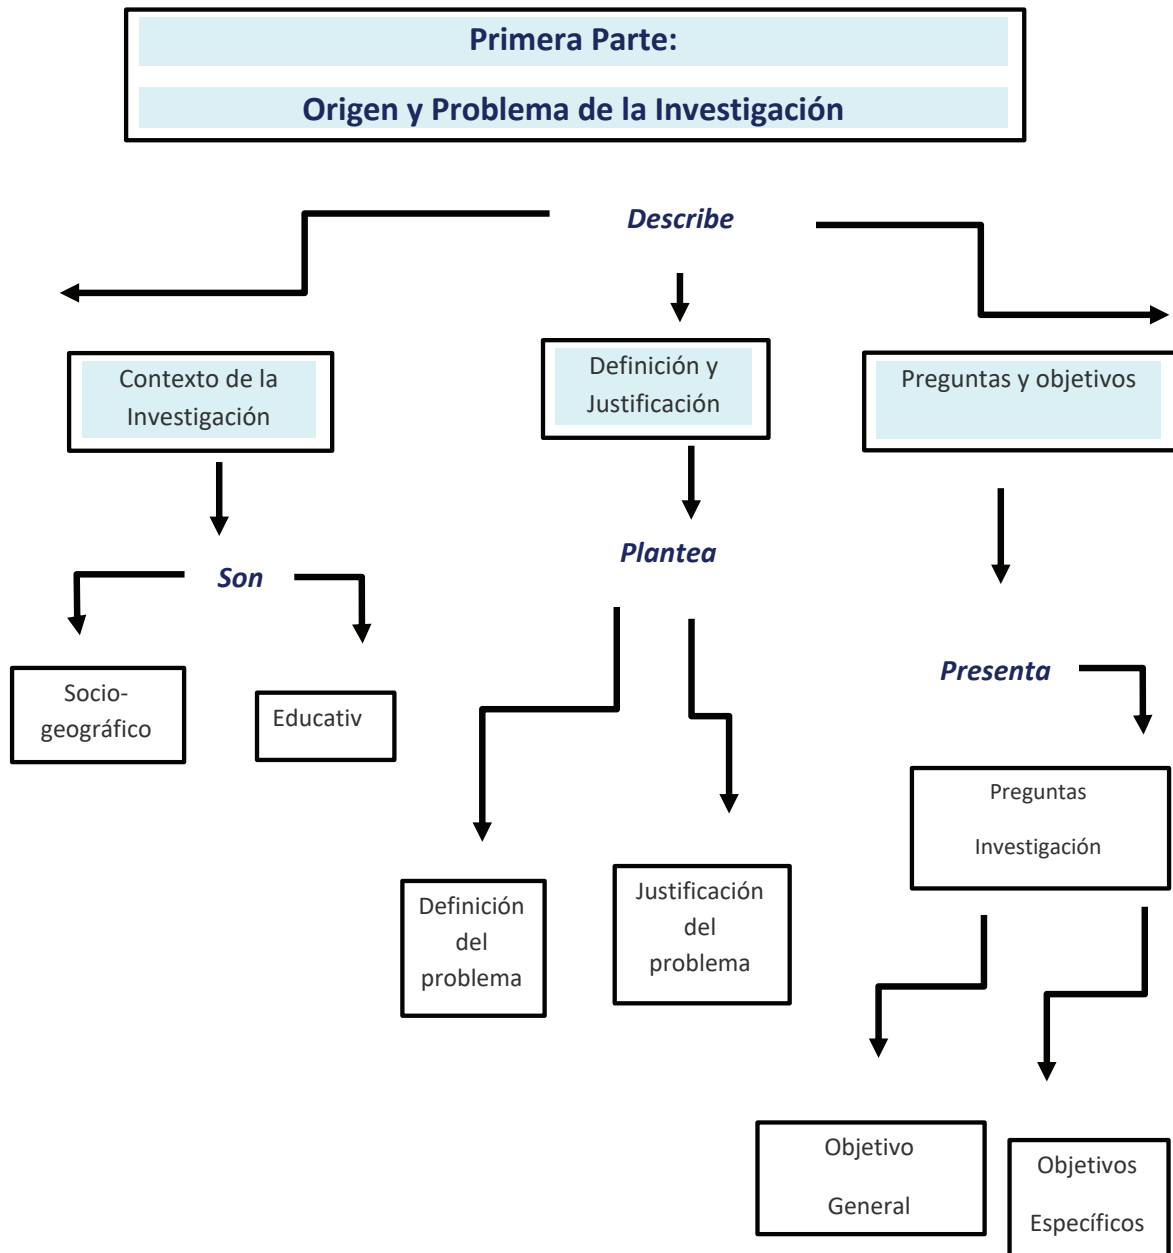 Primera Parte:
Origen y Problema de la Investigación
Describe
Contexto de la
Investigación
Definición y
Justificación
Preguntas y objetivos
Son
Plantea
Presenta
Socio-
geográfico
Educativ
Preguntas
Investigación
Definición
del
problema
Justificación
del
problema
Objetivo
General
Objetivos
Específicos